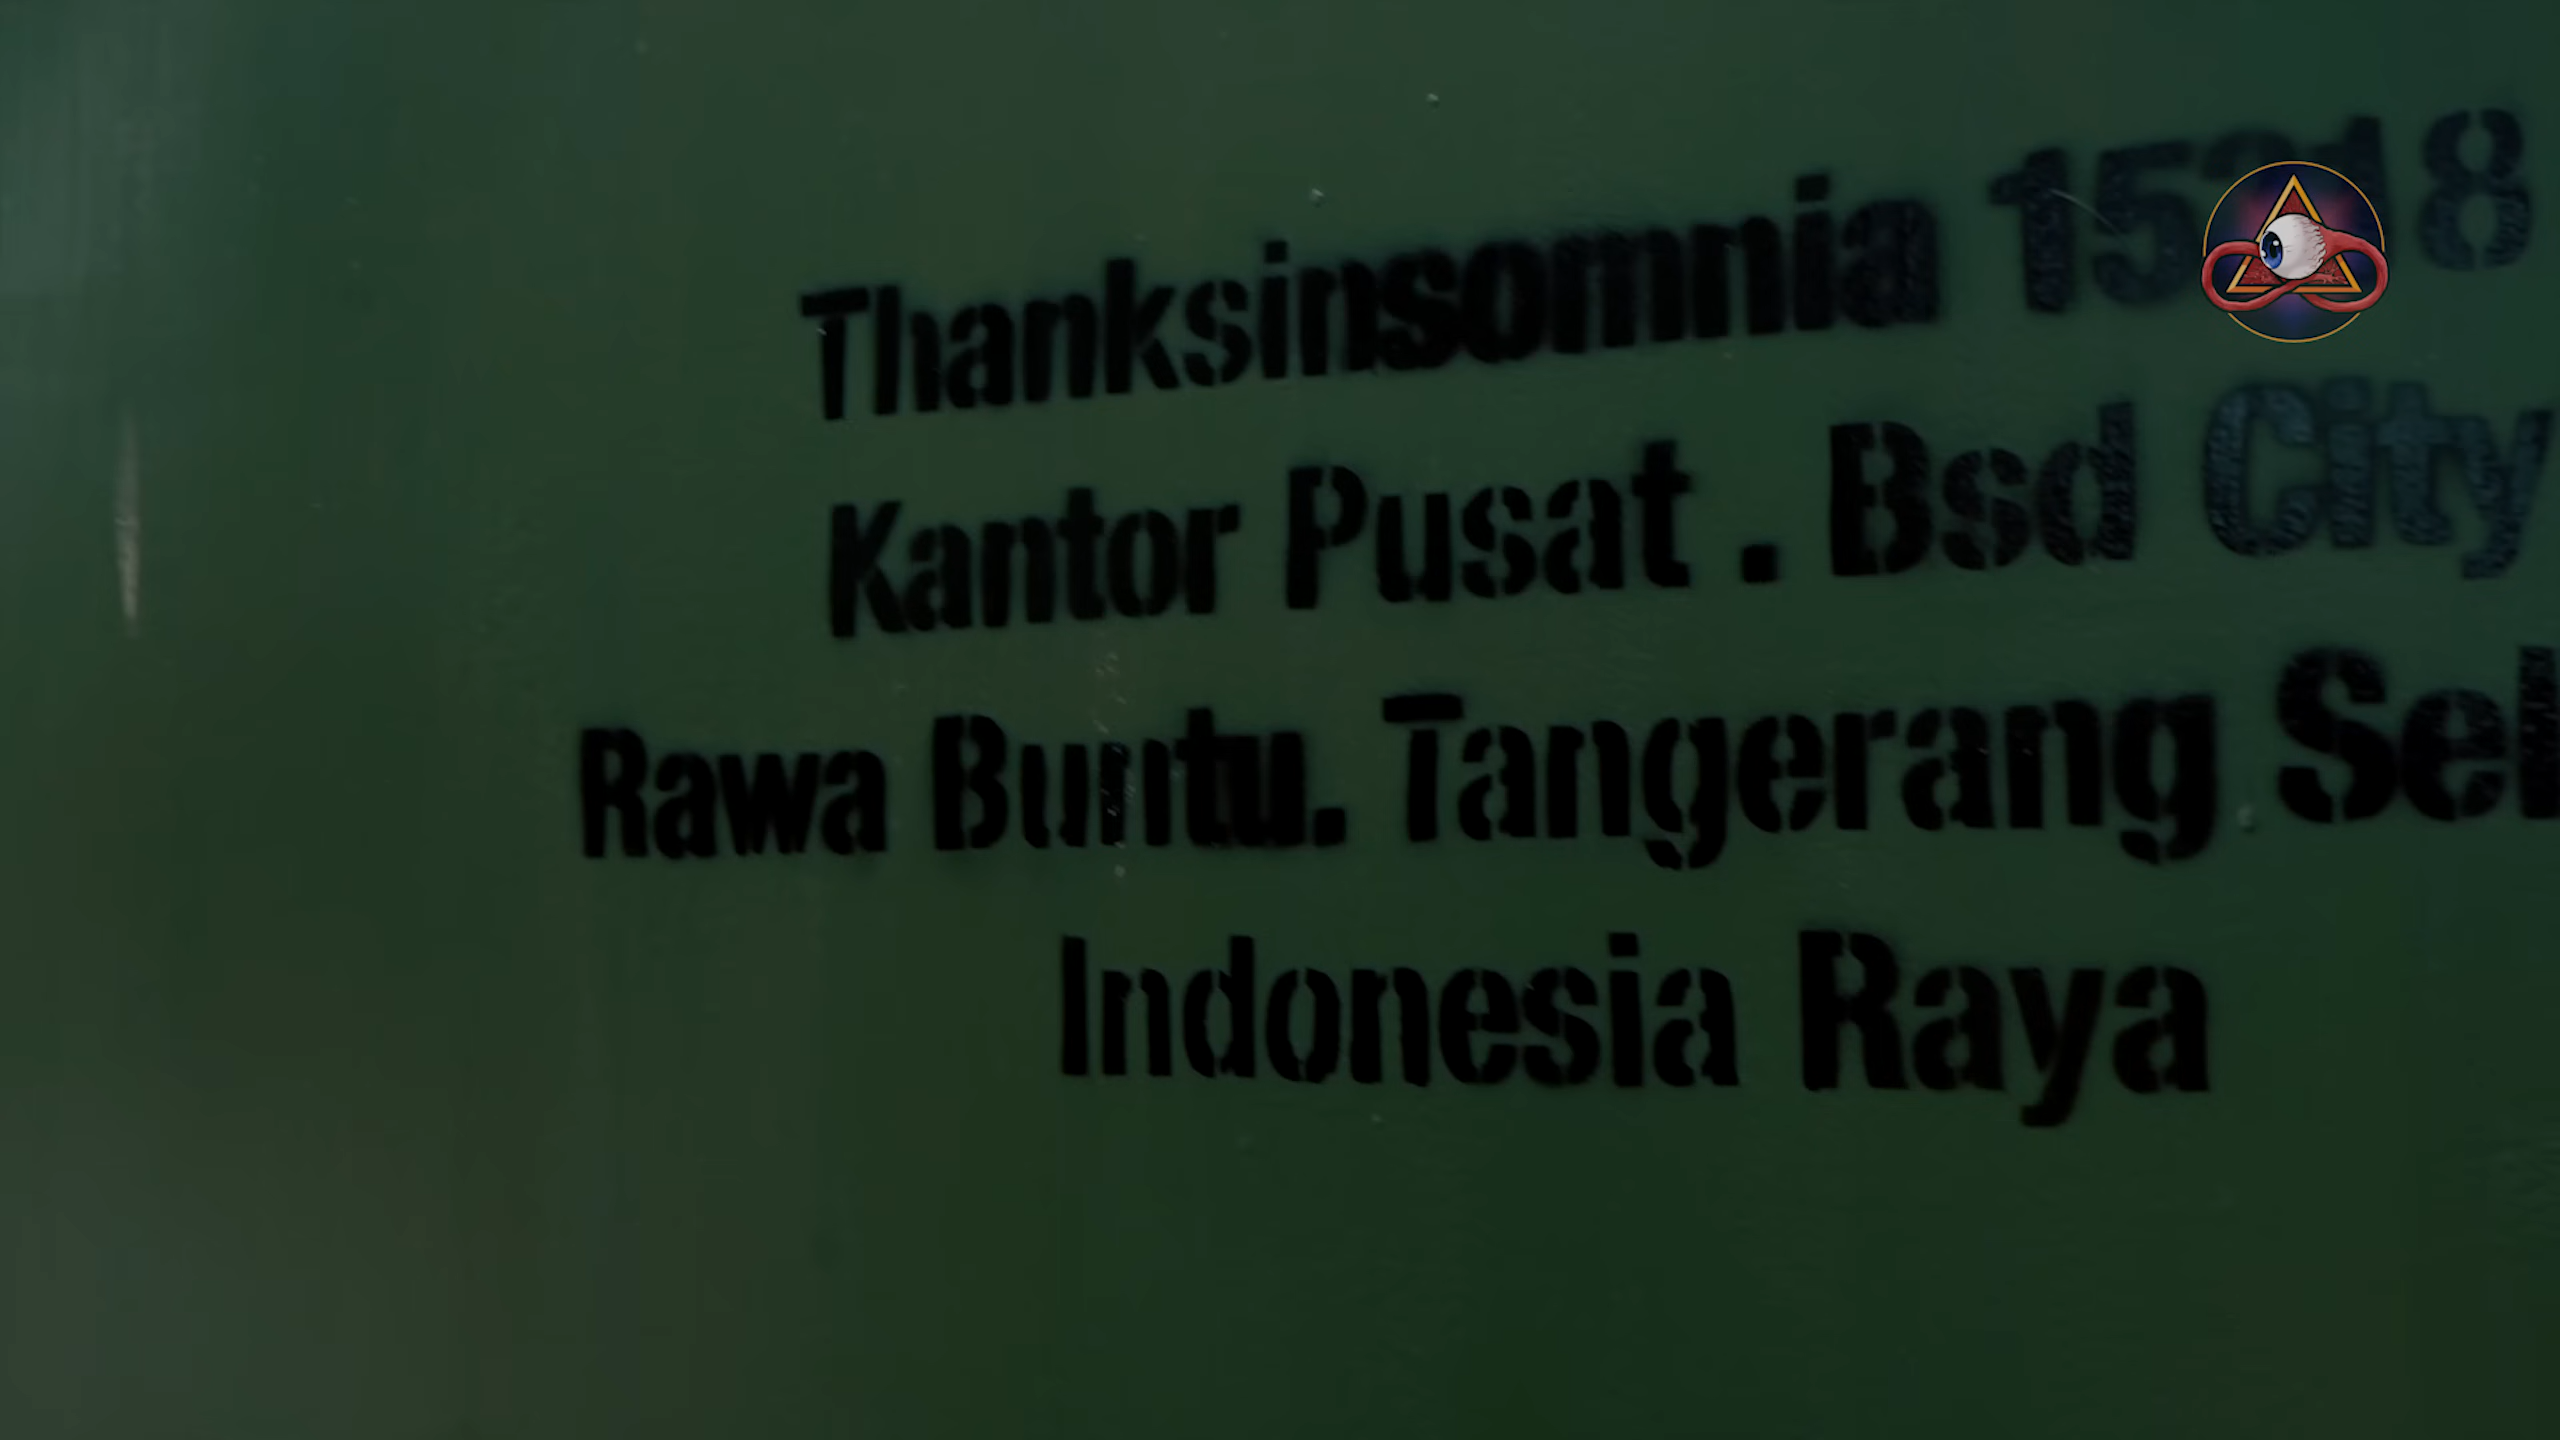 Thanksinsomnia
Kantor Pusat . Bsd City
Rawa Buntu. Tangerang
Indonesia Raya